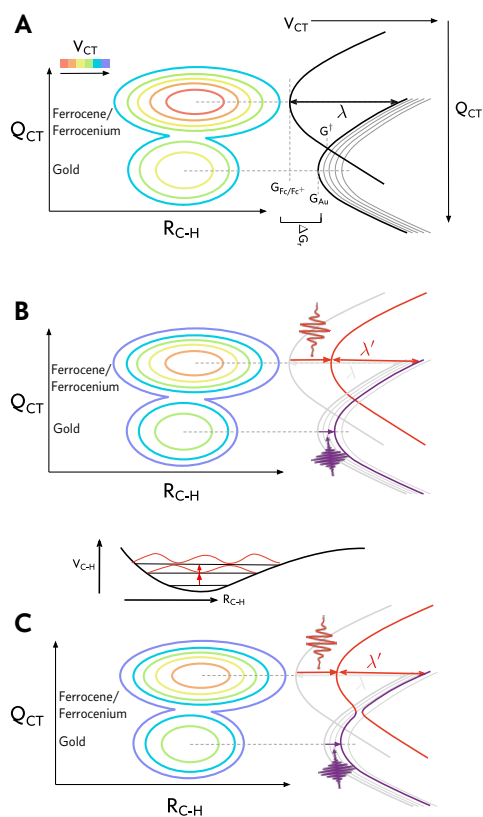 A
V_CT
V_CT
Q_CT
Ferrocene/
Ferrocenium
Gold
R_C-H
λ
G†
G_Fc/Fc⁺
G_Au
ΔG_r
Q_CT
B
Q_CT
Ferrocene/
Ferrocenium
Gold
R_C-H
λ'
λ
V_C-H
R_C-H
C
Q_CT
Ferrocene/
Ferrocenium
Gold
R_C-H
λ'
λ